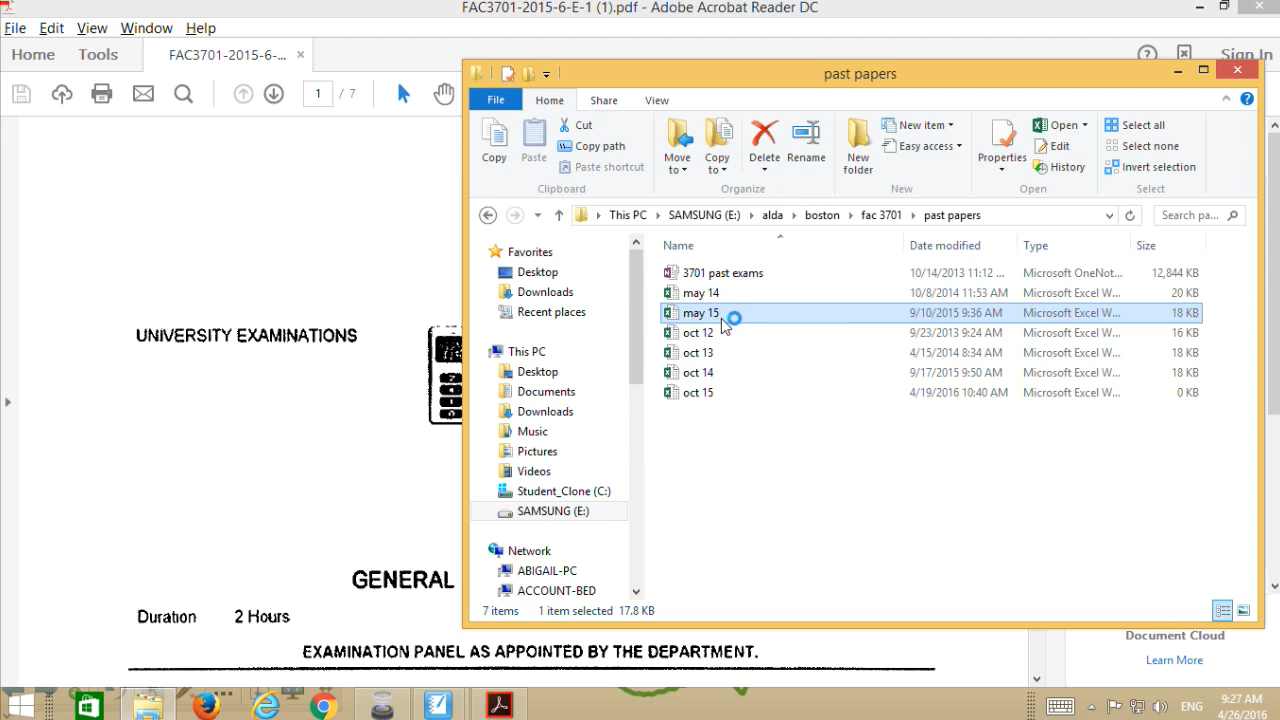 FAC3701-2015-6-E-1 (1).pdf - Adobe Acrobat Reader DC
File Edit View Window Help
Home Tools FAC3701-2015-6-... × Sign In
1 / 7
past papers
File Home Share View
Copy
Paste
Cut
Copy path
Paste shortcut
Clipboard
Move to
Copy to
Delete
Rename
Organize
New folder
New item
Easy access
New
Properties
Open
Edit
History
Open
Select all
Select none
Invert selection
Select
This PC SAMSUNG (E:) alda boston fac 3701 past papers
Search pa...
Favorites
Desktop
Downloads
Recent places
This PC
Desktop
Documents
Downloads
Music
Pictures
Videos
Student_Clone (C:)
SAMSUNG (E:)
Network
ABIGAIL-PC
ACCOUNT-BED
Name Date modified Type Size
3701 past exams 10/14/2013 11:12 ... Microsoft OneNot... 12,844 KB
may 14 10/8/2014 11:53 AM Microsoft Excel W... 20 KB
may 15 9/10/2015 9:36 AM Microsoft Excel W... 18 KB
oct 12 9/23/2013 9:24 AM Microsoft Excel W... 16 KB
oct 13 4/15/2014 8:34 AM Microsoft Excel W... 18 KB
oct 14 9/17/2015 9:50 AM Microsoft Excel W... 18 KB
oct 15 4/19/2016 10:40 AM Microsoft Excel W... 0 KB
7 items 1 item selected 17.8 KB
UNIVERSITY EXAMINATIONS
GENERAL
Duration 2 Hours
EXAMINATION PANEL AS APPOINTED BY THE DEPARTMENT.
Document Cloud
Learn More
ENG
9:27 AM
4/26/2016